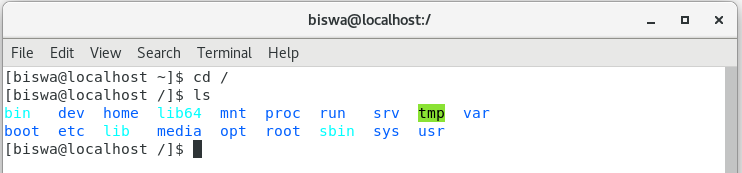 biswa@localhost:/
File Edit View Search Terminal Help
[biswa@localhost ~]$ cd /
[biswa@localhost /]$ ls
bin dev home lib64 mnt proc run srv tmp var
boot etc lib media opt root sbin sys usr
[biswa@localhost /]$